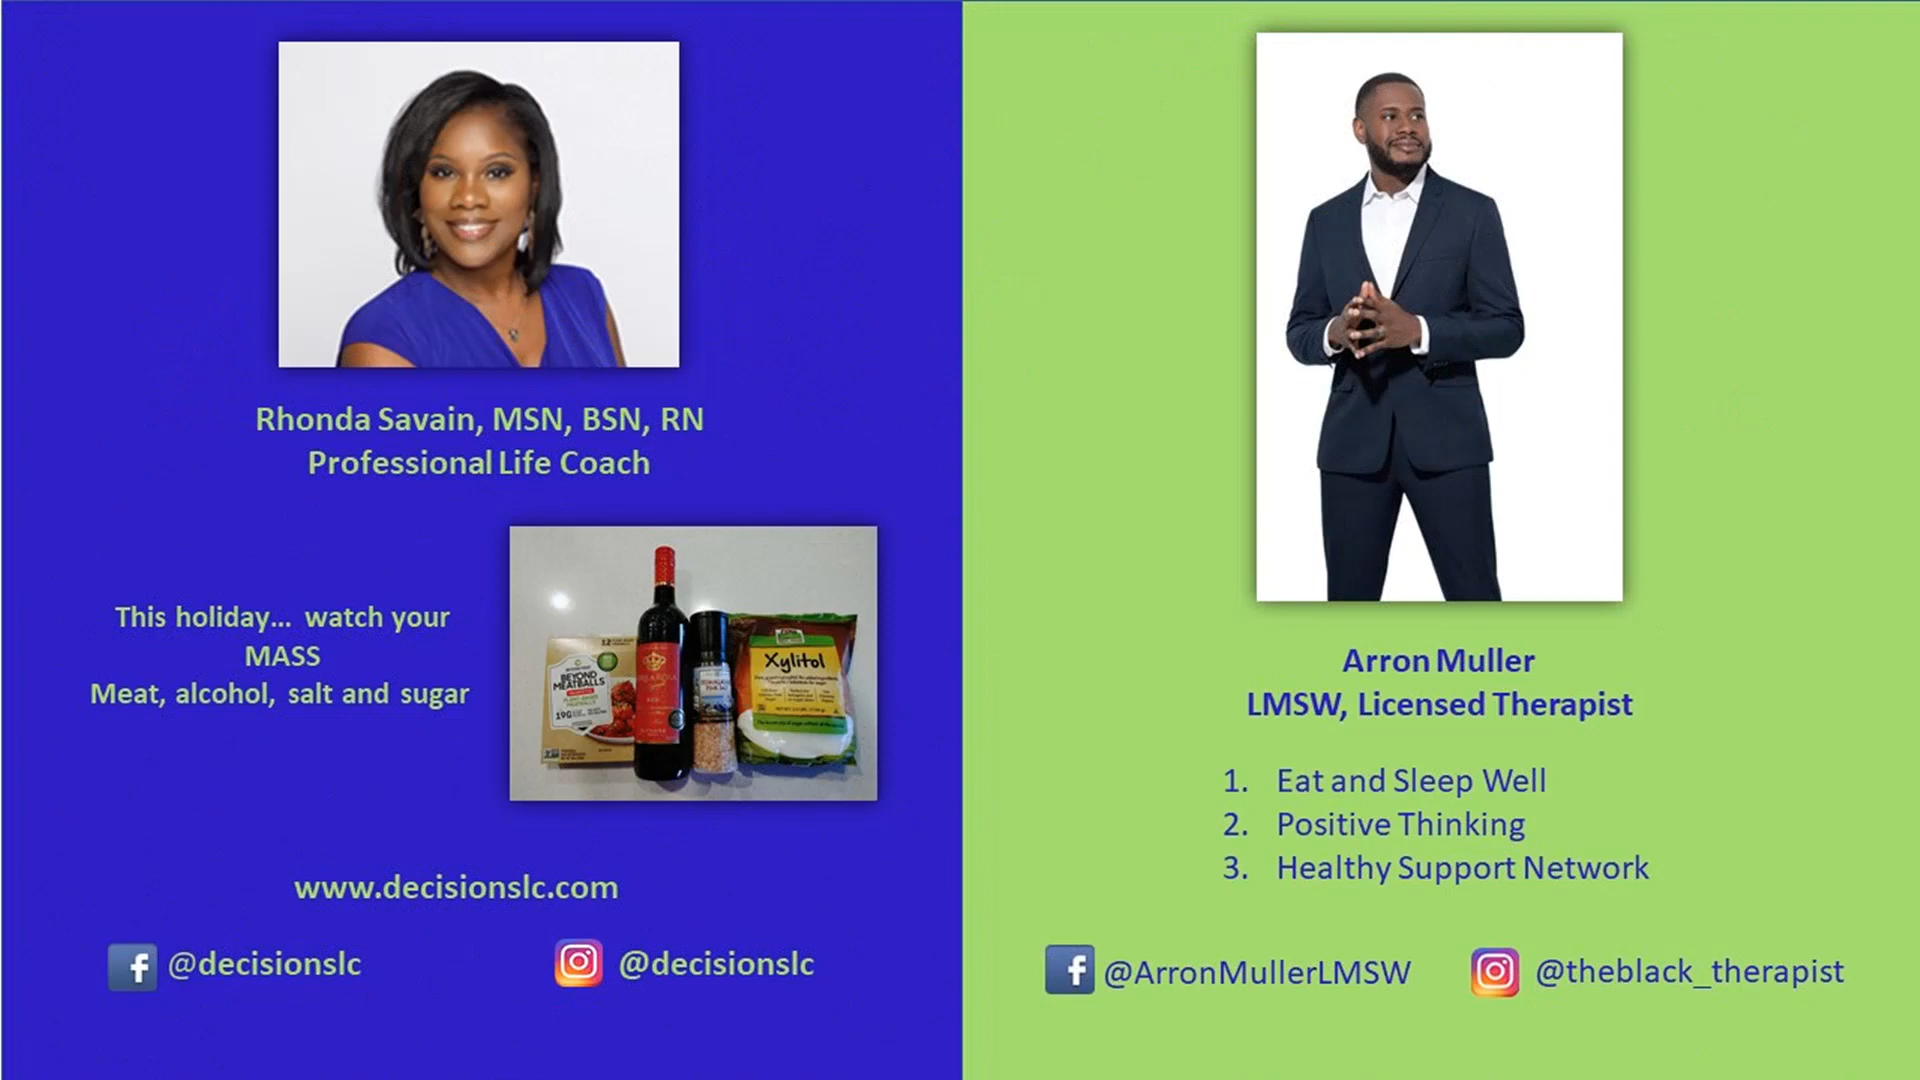 Rhonda Savain, MSN, BSN, RN
Professional Life Coach
This holiday... watch your
MASS
Meat, alcohol, salt and sugar
BEYOND
MEATBALLS
19G
Xylitol
www.decisionslc.com
@decisionslc
@decisionslc
Arron Muller
LMSW, Licensed Therapist
1. Eat and Sleep Well
2. Positive Thinking
3. Healthy Support Network
@ArronMullerLMSW
@theblack_therapist